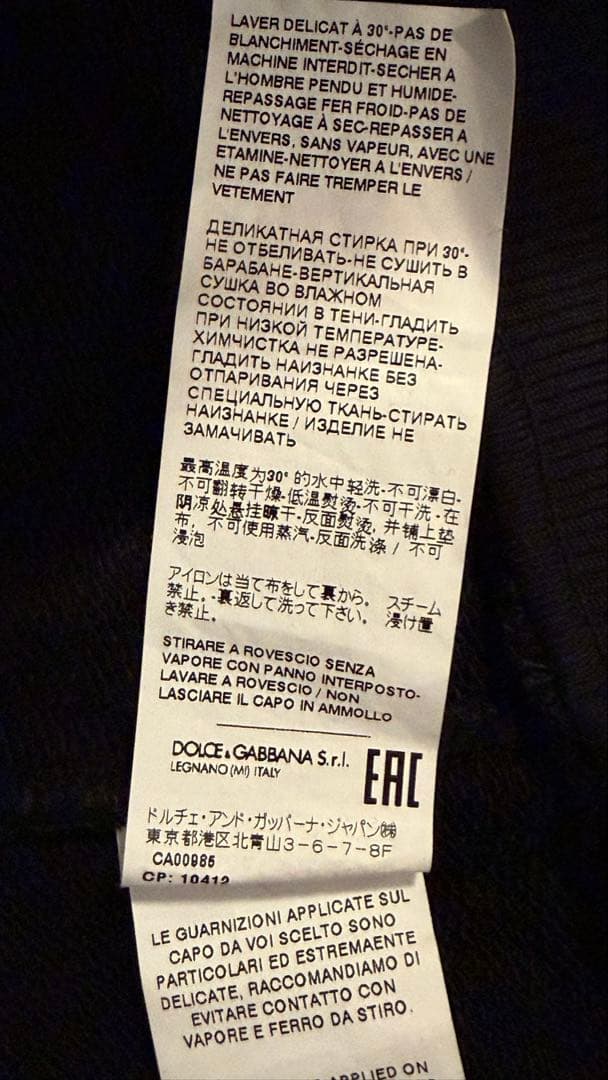 LAVER DELICAT À 30°-PAS DE
BLANCHIMENT-SÉCHAGE EN
MACHINE INTERDIT-SECHER A
L'HOMBRE PENDU ET HUMIDE-
REPASSAGE FER FROID-PAS DE
NETTOYAGE À SEC-REPASSER A
L'ENVERS, SANS VAPEUR, AVEC UNE
ETAMINE-NETTOYER A L'ENVERS /
NE PAS FAIRE TREMPER LE
VETEMENT
ДЕЛИКАТНАЯ СТИРКА ПРИ 30°-
НЕ ОТБЕЛИВАТЬ-НЕ СУШИТЬ В
БАРАБАНЕ-ВЕРТИКАЛЬНАЯ
СУШКА ВО ВЛАЖНОМ
СОСТОЯНИИ В ТЕНИ-ГЛАДИТЬ
ПРИ НИЗКОЙ ТЕМПЕРАТУРЕ-
ХИМЧИСТКА НЕ РАЗРЕШЕНА-
ГЛАДИТЬ НАИЗНАНКЕ БЕЗ
ОТПАРИВАНИЯ ЧЕРЕЗ
СПЕЦИАЛЬНУЮ ТКАНЬ-СТИРАТЬ
НАИЗНАНКЕ / ИЗДЕЛИЕ НЕ
ЗАМАЧИВАТЬ
最高温度为30° 的水中轻洗-不可漂白-
不可翻转干燥-低温熨烫-不可干洗-在
阴凉处悬挂晾干-反面熨烫, 并铺上垫
布, 不可使用蒸汽-反面洗涤 / 不可
浸泡
アイロンは当て布をして裏から。 スチーム
禁止。-裏返して洗って下さい。 浸け置
き禁止。
STIRARE A ROVESCIO SENZA
VAPORE CON PANNO INTERPOSTO-
LAVARE A ROVESCIO / NON
LASCIARE IL CAPO IN AMMOLLO
DOLCE & GABBANA S.r.l.
LEGNANO (MI) ITALY
EAC
ドルチェ・アンド・ガッバーナ・ジャパン㈱
東京都港区北青山3-6-7-8F
CA00985
CP: 10412
LE GUARNIZIONI APPLICATE SUL
CAPO DA VOI SCELTO SONO
PARTICOLARI ED ESTREMAENTE
DELICATE, RACCOMANDIAMO DI
EVITARE CONTATTO CON
VAPORE E FERRO DA STIRO.
APPLIED ON